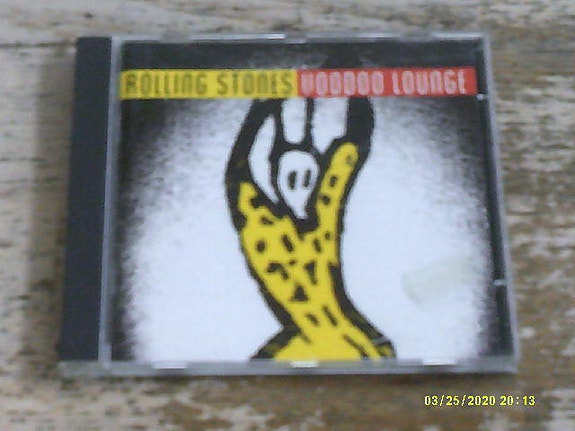 ROLLING STONES VOODOO LOUNGE
03/25/2020 20:13